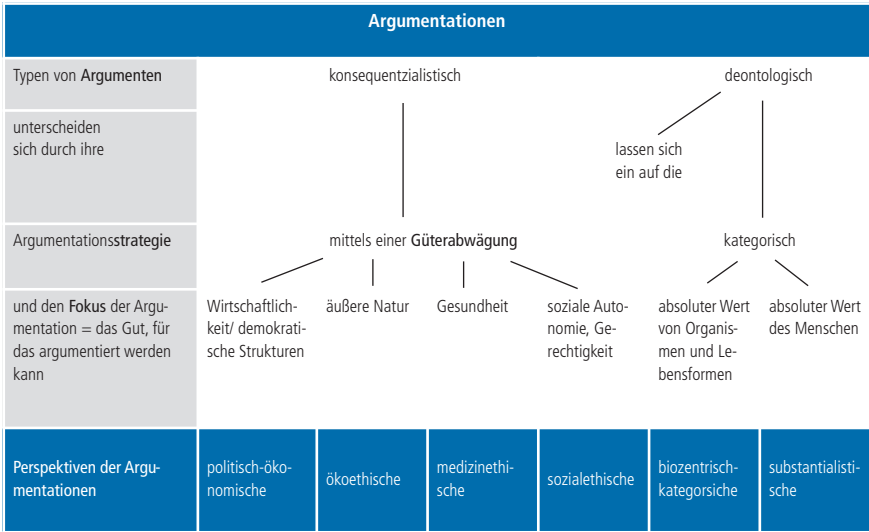 Argumentationen
Typen von Argumenten
konsequentzialistisch
deontologisch
unterscheiden
sich durch ihre
lassen sich
ein auf die
Argumentationsstrategie
mittels einer Güterabwägung
kategorisch
und den Fokus der Argu-
mentation = das Gut, für
das argumentiert werden
kann
Wirtschaftlich-
keit/ demokrati-
sche Strukturen
äußere Natur
Gesundheit
soziale Auto-
nomie, Ge-
rechtigkeit
absoluter Wert
von Organis-
men und Le-
bensformen
absoluter Wert
des Menschen
Perspektiven der Argu-
mentationen
politisch-öko-
nomische
ökoethische
medizinethi-
sche
sozialethische
biozentrisch-
kategorsiche
substantialisti-
sche